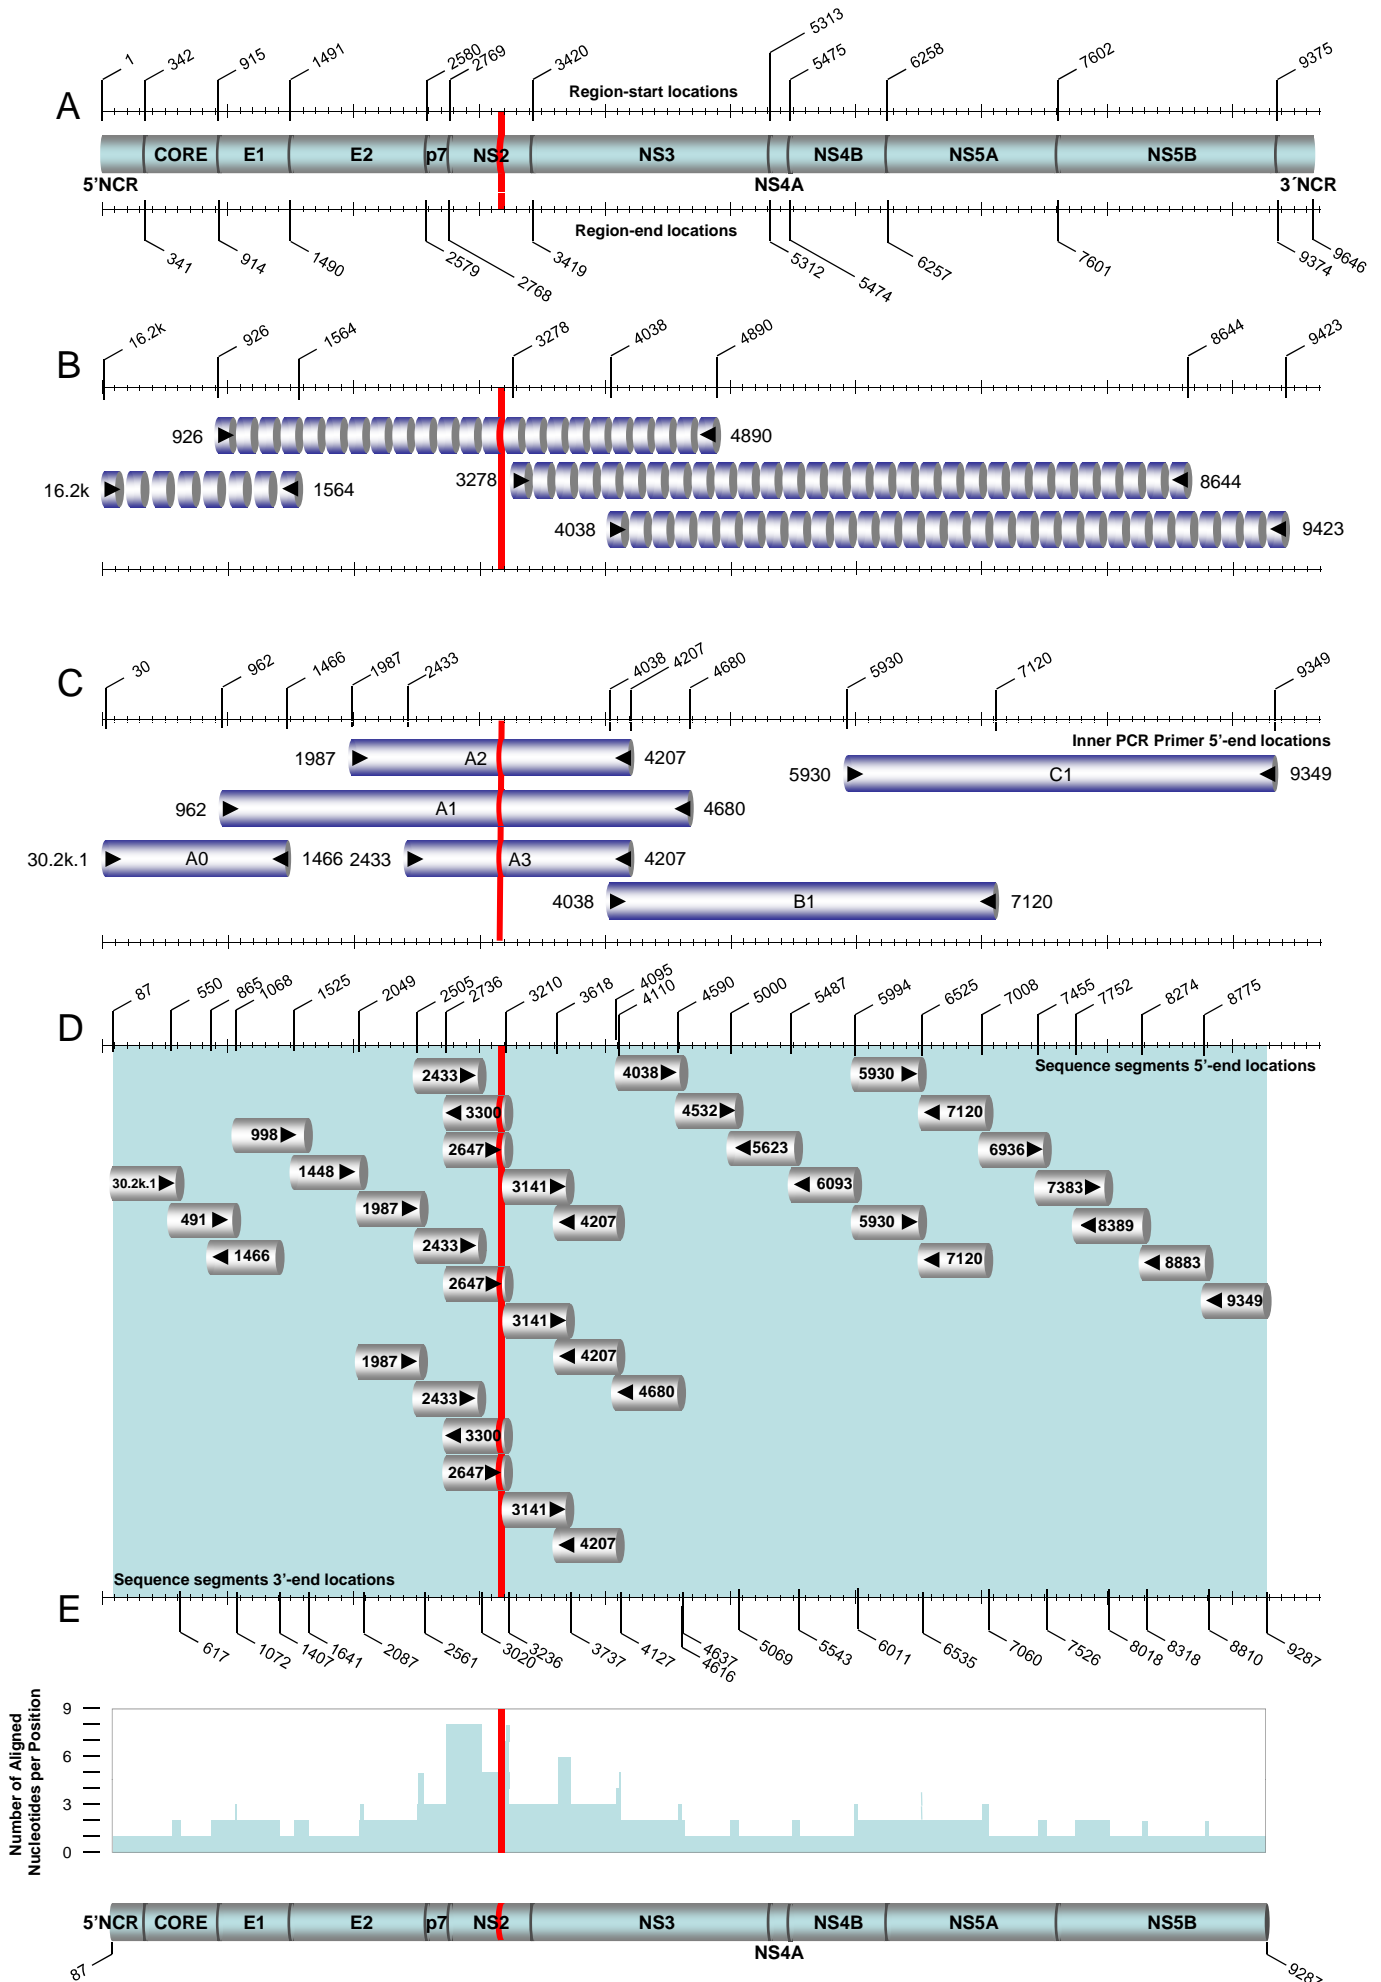 1 342 915 1491 2580 2769 3420 5313 5475 6258 7602 9375
A
Region-start locations
CORE E1 E2 p7 NS2 NS3 NS4B NS5A NS5B
5’NCR NS4A 3´NCR
Region-end locations
341 914 1490 2579 2768 3419 5312 5474 6257 7601 9374 9646
16.2k 926 1564 3278 4038 4890 8644 9423
B
926 4890
16.2k 1564
3278 8644
4038 9423
30 962 1466 1987 2433 4038 4207 4680 5930 7120 9349
C
Inner PCR Primer 5’-end locations
1987 A2 4207
5930 C1 9349
962 A1 4680
30.2k.1 A0 1466
2433 A3 4207
4038 B1 7120
87 550 865 1068 1525 2049 2505 2736 3210 3618 4095 4110 4590 5000 5487 5994 6525 7008 7455 7752 8274 8775
D
Sequence segments 5’-end locations
2433 4038 5930
3300 4532 7120
998 2647 5623 6936
30.2k.1 1448 3141 6093 7383
491 1987 4207 5930 8389
1466 2433 7120 8883
2647 9349
3141
1987 4207
2433 4680
3300
2647
3141
4207
Sequence segments 3’-end locations
E
617 1072 1407 1641 2087 2561 3020 3236 3737 4127 4637 4616 5069 5543 6011 6535 7060 7526 8018 8318 8810 9287
Number of Aligned
Nucleotides per Position
9
6
3
0
5’NCR CORE E1 E2 p7 NS2 NS3 NS4B NS5A NS5B
NS4A
87 9287